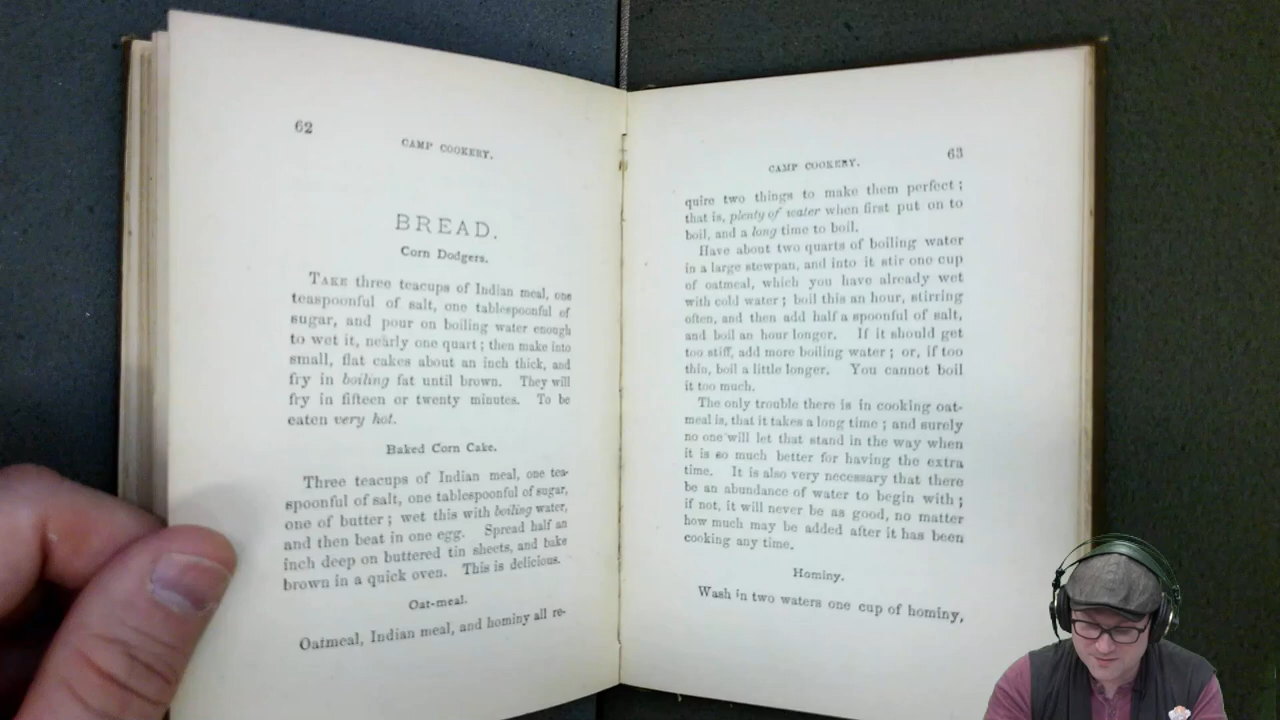 62
CAMP COOKERY.
BREAD.
Corn Dodgers.
TAKE three teacups of Indian meal, one
teaspoonful of salt, one tablespoonful of
sugar, and pour on boiling water enough
to wet it, nearly one quart; then make into
small, flat cakes about an inch thick, and
fry in boiling fat until brown. They will
fry in fifteen or twenty minutes. To be
eaten very hot.
Baked Corn Cake.
Three teacups of Indian meal, one tea-
spoonful of salt, one tablespoonful of sugar,
one of butter; wet this with boiling water,
and then beat in one egg. Spread half an
inch deep on buttered tin sheets, and bake
brown in a quick oven. This is delicious.
Oat-meal.
Oatmeal, Indian meal, and hominy all re-
CAMP COOKERY.
63
quire two things to make them perfect;
that is, plenty of water when first put on to
boil, and a long time to boil.
Have about two quarts of boiling water
in a large stewpan, and into it stir one cup
of oatmeal, which you have already wet
with cold water; boil this an hour, stirring
often, and then add half a spoonful of salt,
and boil an hour longer. If it should get
too stiff, add more boiling water; or, if too
thin, boil a little longer. You cannot boil
it too much.
The only trouble there is in cooking oat-
meal is, that it takes a long time; and surely
no one will let that stand in the way when
it is so much better for having the extra
time. It is also very necessary that there
be an abundance of water to begin with;
if not, it will never be as good, no matter
how much may be added after it has been
cooking any time.
Hominy.
Wash in two waters one cup of hominy,